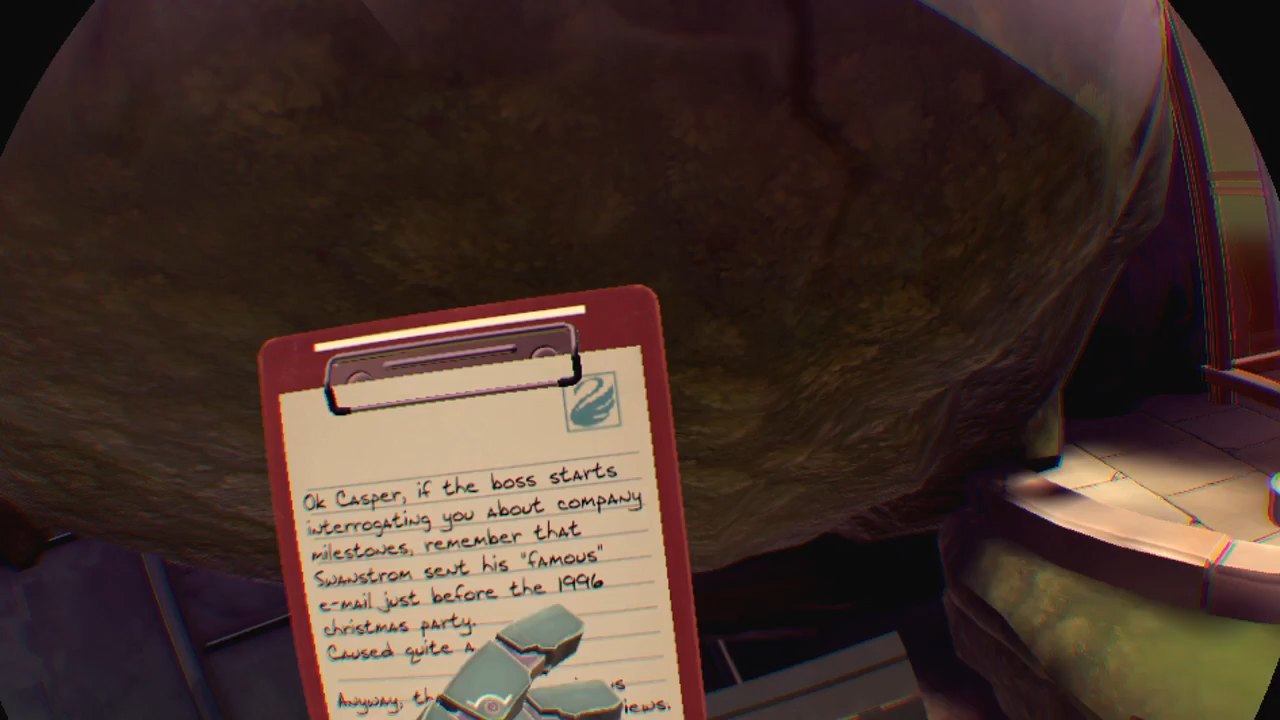 Ok Casper, if the boss starts
interrogating you about company
milestones, remember that
Swanstrom sent his "famous"
e-mail just before the 1996
christmas party.
Caused quite a
Anyway,